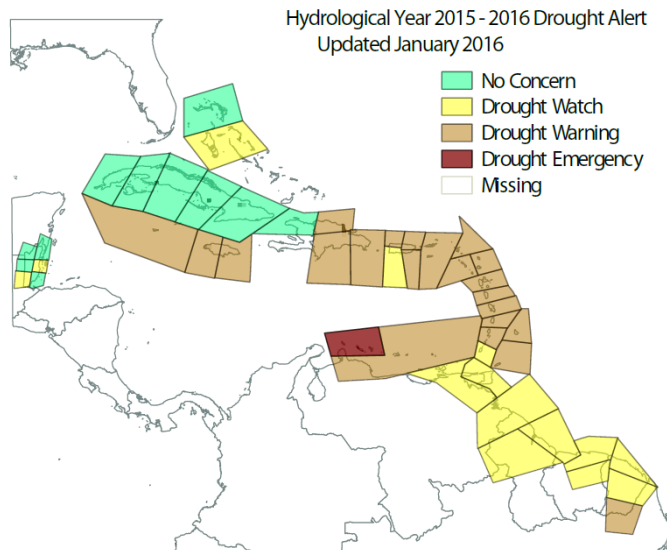 Hydrological Year 2015 - 2016 Drought Alert
Updated January 2016
No Concern
Drought Watch
Drought Warning
Drought Emergency
Missing